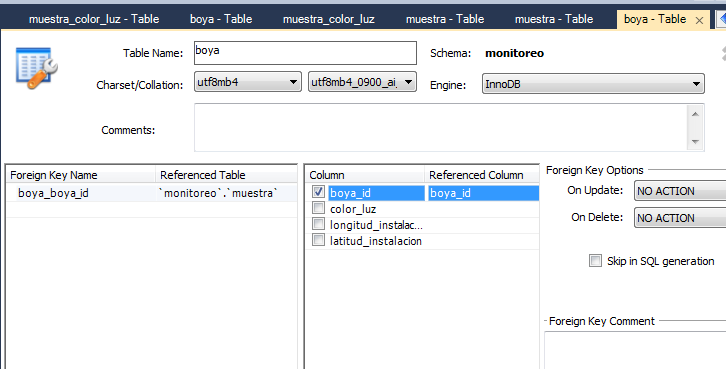 muestra_color_luz - Table boya - Table muestra_color_luz muestra - Table muestra - Table boya - Table ×
Table Name: boya Schema: monitoreo
Charset/Collation: utf8mb4 utf8mb4_0900_ai_ Engine: InnoDB
Comments:
Foreign Key Name Referenced Table
boya_boya_id `monitoreo`.`muestra`
Column Referenced Column
boya_id boya_id
color_luz
longitud_instalac...
latitud_instalacion
Foreign Key Options
On Update: NO ACTION
On Delete: NO ACTION
Skip in SQL generation
Foreign Key Comment